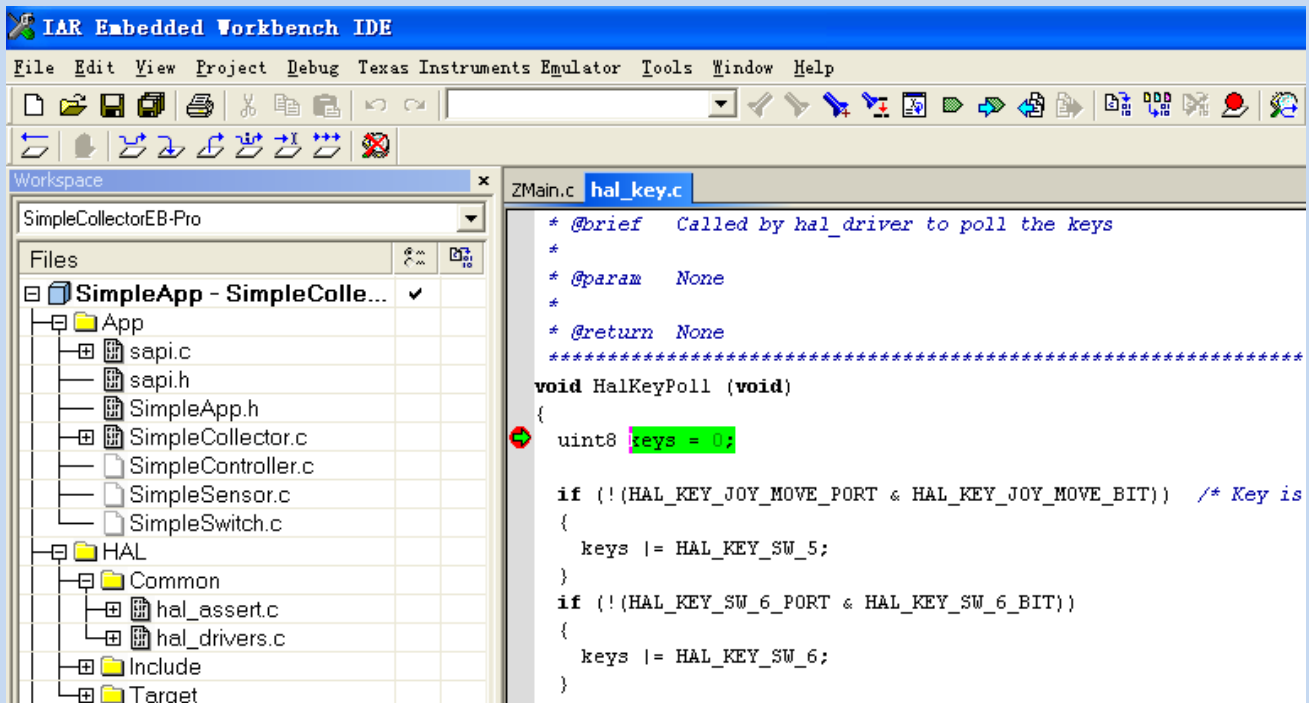 IAR Embedded Workbench IDE
File Edit View Project Debug Texas Instruments Emulator Tools Window Help
Workspace
SimpleCollectorEB-Pro
Files
SimpleApp - SimpleColle...
App
sapi.c
sapi.h
SimpleApp.h
SimpleCollector.c
SimpleController.c
SimpleSensor.c
SimpleSwitch.c
HAL
Common
hal_assert.c
hal_drivers.c
Include
Target
ZMain.c hal_key.c
* @brief   Called by hal_driver to poll the keys
*
* @param   None
*
* @return  None
*****************************************************************
void HalKeyPoll (void)
{
uint8 keys = 0;
if (!(HAL_KEY_JOY_MOVE_PORT & HAL_KEY_JOY_MOVE_BIT))  /* Key is
{
keys |= HAL_KEY_SW_5;
}
if (!(HAL_KEY_SW_6_PORT & HAL_KEY_SW_6_BIT))
{
keys |= HAL_KEY_SW_6;
}